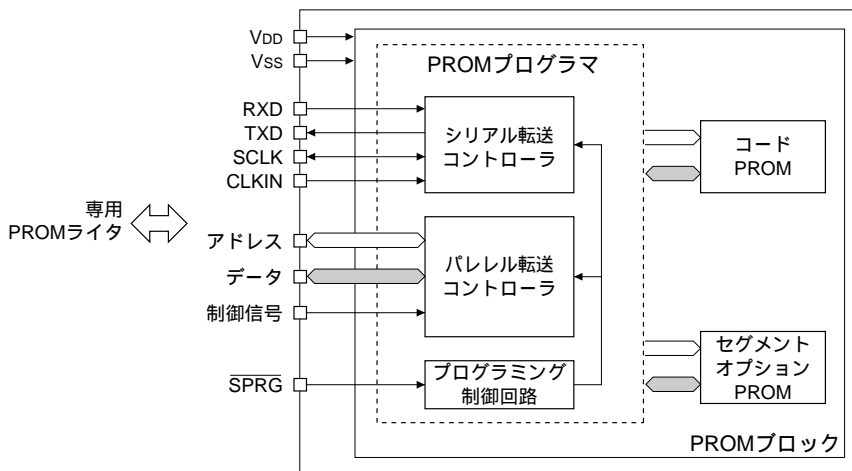 VDD
VSS
PROMプログラマ
RXD
TXD
SCLK
CLKIN
シリアル転送
コントローラ
コード
PROM
専用
PROMライタ
アドレス
データ
制御信号
パレレル転送
コントローラ
SPRG
プログラミング
制御回路
セグメント
オプション
PROM
PROMブロック